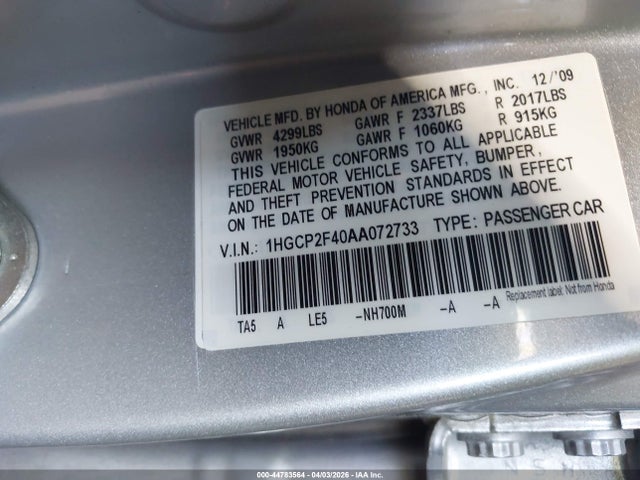 VEHICLE MFD. BY HONDA OF AMERICA MFG., INC. 12/'09
GVWR 4299LBS GAWR F 2337LBS R 2017LBS
GVWR 1950KG GAWR F 1060KG R 915KG
THIS VEHICLE CONFORMS TO ALL APPLICABLE
FEDERAL MOTOR VEHICLE SAFETY, BUMPER,
AND THEFT PREVENTION STANDARDS IN EFFECT
ON THE DATE OF MANUFACTURE SHOWN ABOVE.
V.I.N.: 1HGCP2F40AA072733 TYPE: PASSENGER CAR
Replacement label: Not from Honda
TA5 A LE5 -NH700M -A -A
000-44783564 04/03/2026 - IAA Inc.